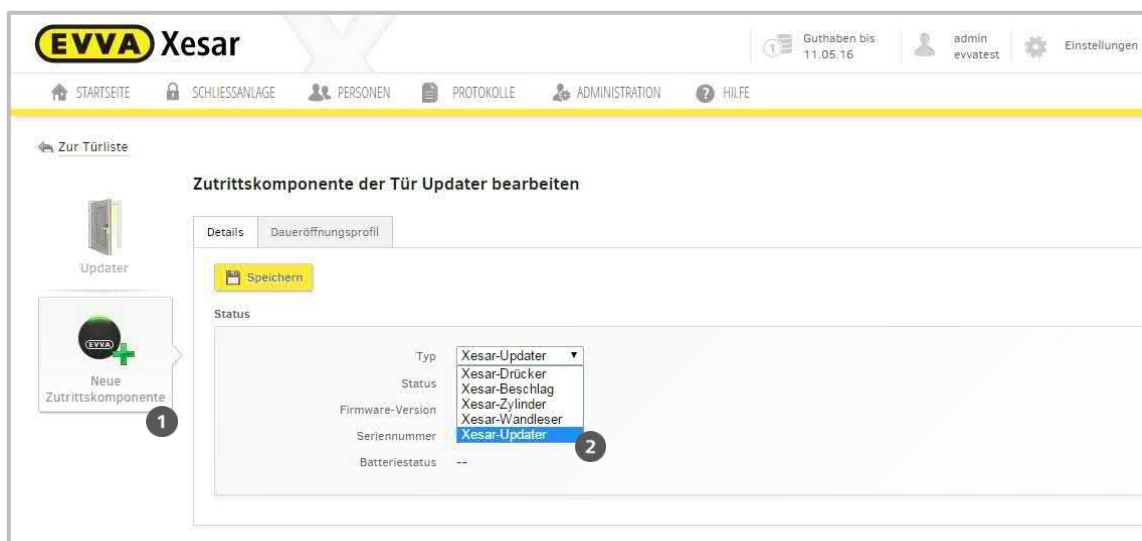 EVVA Xesar
1
Guthaben bis
11.05.16
admin
evvatest
Einstellungen
STARTSEITE SCHLIESSANLAGE PERSONEN PROTOKOLLE ADMINISTRATION ? HILFE
Zur Türliste
Zutrittskomponente der Tür Updater bearbeiten
Updater
Details Daueröffnungsprofil
Speichern
Status
EVVA
Neue
Zutrittskomponente
1
Typ Xesar-Updater
Xesar-Drücker
Status Xesar-Beschlag
Xesar-Zylinder
Firmware-Version Xesar-Wandleser
Seriennummer Xesar-Updater
2
Batteriestatus --